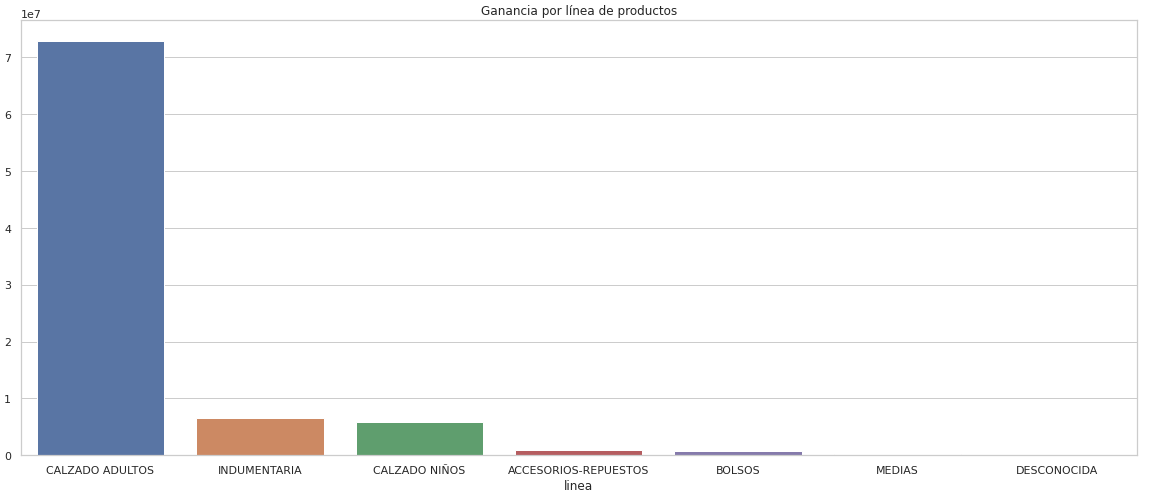 Ganancia por línea de productos
1e7
7
6
5
4
3
2
1
0
CALZADO ADULTOS INDUMENTARIA CALZADO NIÑOS ACCESORIOS-REPUESTOS BOLSOS MEDIAS DESCONOCIDA
linea